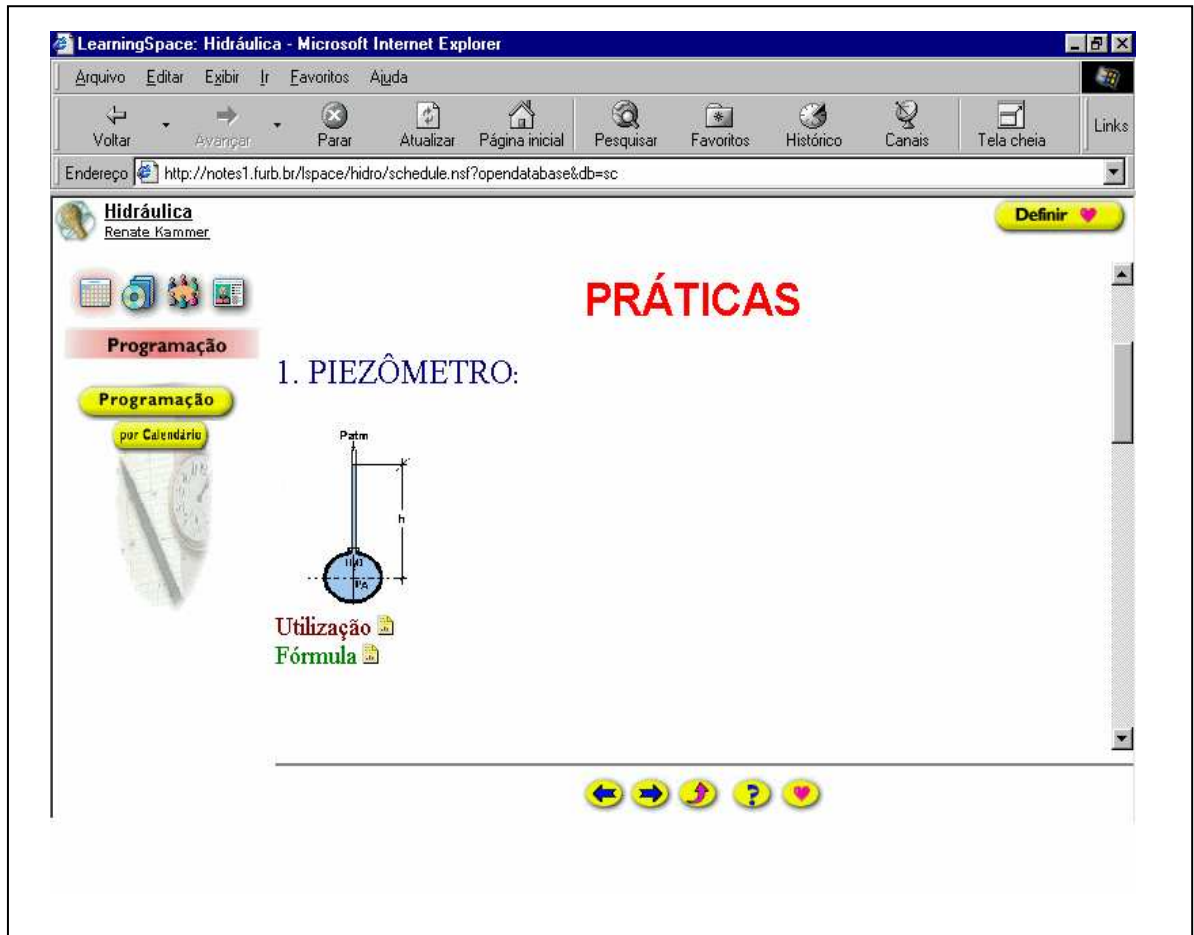 LearningSpace: Hidráulica - Microsoft Internet Explorer
Arquivo Editar Exibir Ir Favoritos Ajuda
Voltar Avançar Parar Atualizar Página inicial Pesquisar Favoritos Histórico Canais Tela cheia Links
Endereço http://notes1.furb.br/lspace/hidro/schedule.nsf?opendatabase&db=sc
Hidráulica
Renate Kammer
Definir
PRÁTICAS
Programação
1. PIEZÔMETRO:
Programação
por Calendário
Patm
h
H2O
PA
Utilização
Fórmula